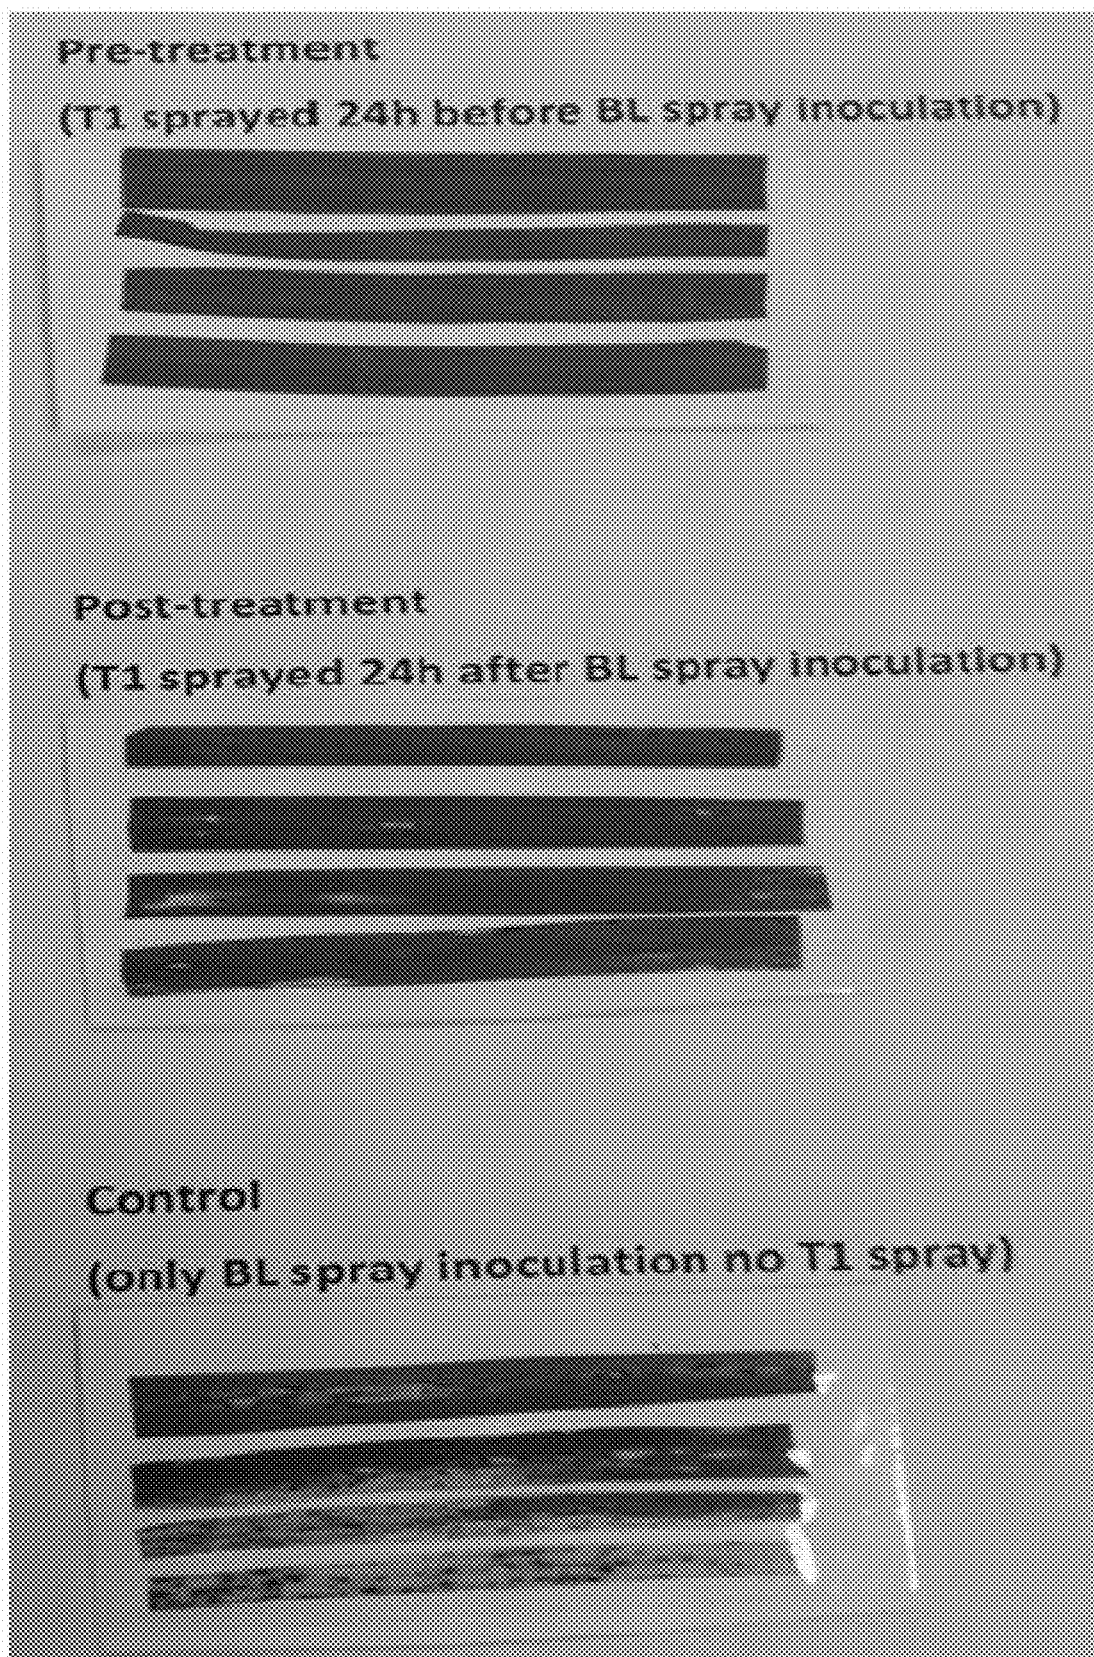 Pre-treatment
(T1 sprayed 24h before BL spray inoculation)
Post-treatment
(T1 sprayed 24h after BL spray inoculation)
Control
(only BL spray inoculation no T1 spray)